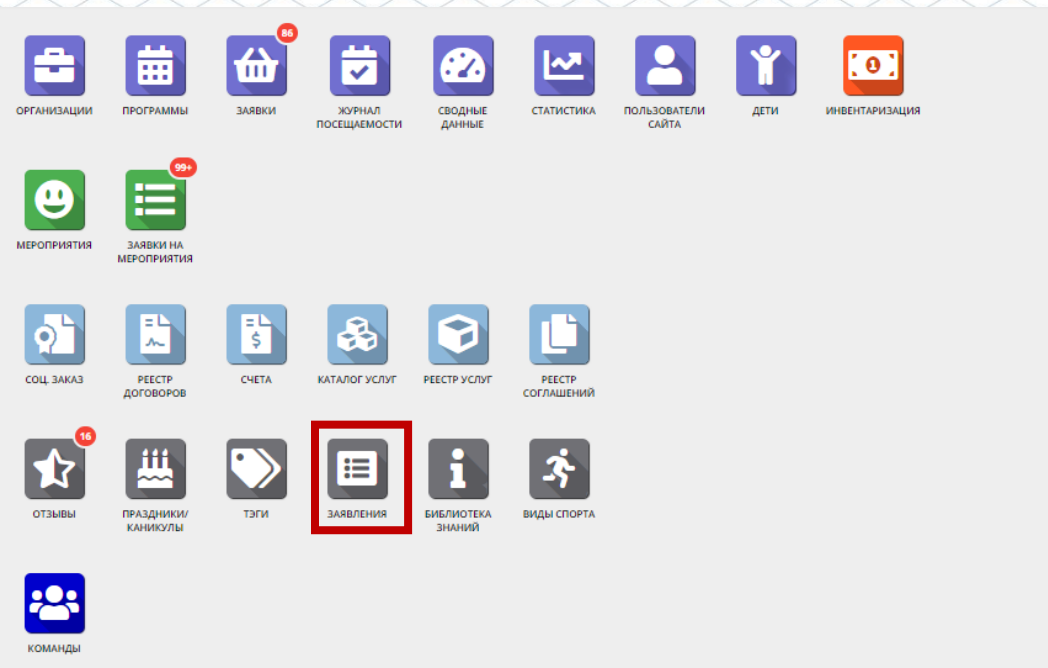 86
ОРГАНИЗАЦИИ ПРОГРАММЫ ЗАЯВКИ ЖУРНАЛ СВОДНЫЕ СТАТИСТИКА ПОЛЬЗОВАТЕЛИ ДЕТИ ИНВЕНТАРИЗАЦИЯ
ПОСЕЩАЕМОСТИ ДАННЫЕ САЙТА
99+
МЕРОПРИЯТИЯ ЗАЯВКИ НА
МЕРОПРИЯТИЯ
СОЦ. ЗАКАЗ РЕЕСТР СЧЕТА КАТАЛОГ УСЛУГ РЕЕСТР УСЛУГ РЕЕСТР
ДОГОВОРОВ СОГЛАШЕНИЙ
16
ОТЗЫВЫ ПРАЗДНИКИ/ ТЭГИ ЗАЯВЛЕНИЯ БИБЛИОТЕКА ВИДЫ СПОРТА
КАНИКУЛЫ ЗНАНИЙ
КОМАНДЫ